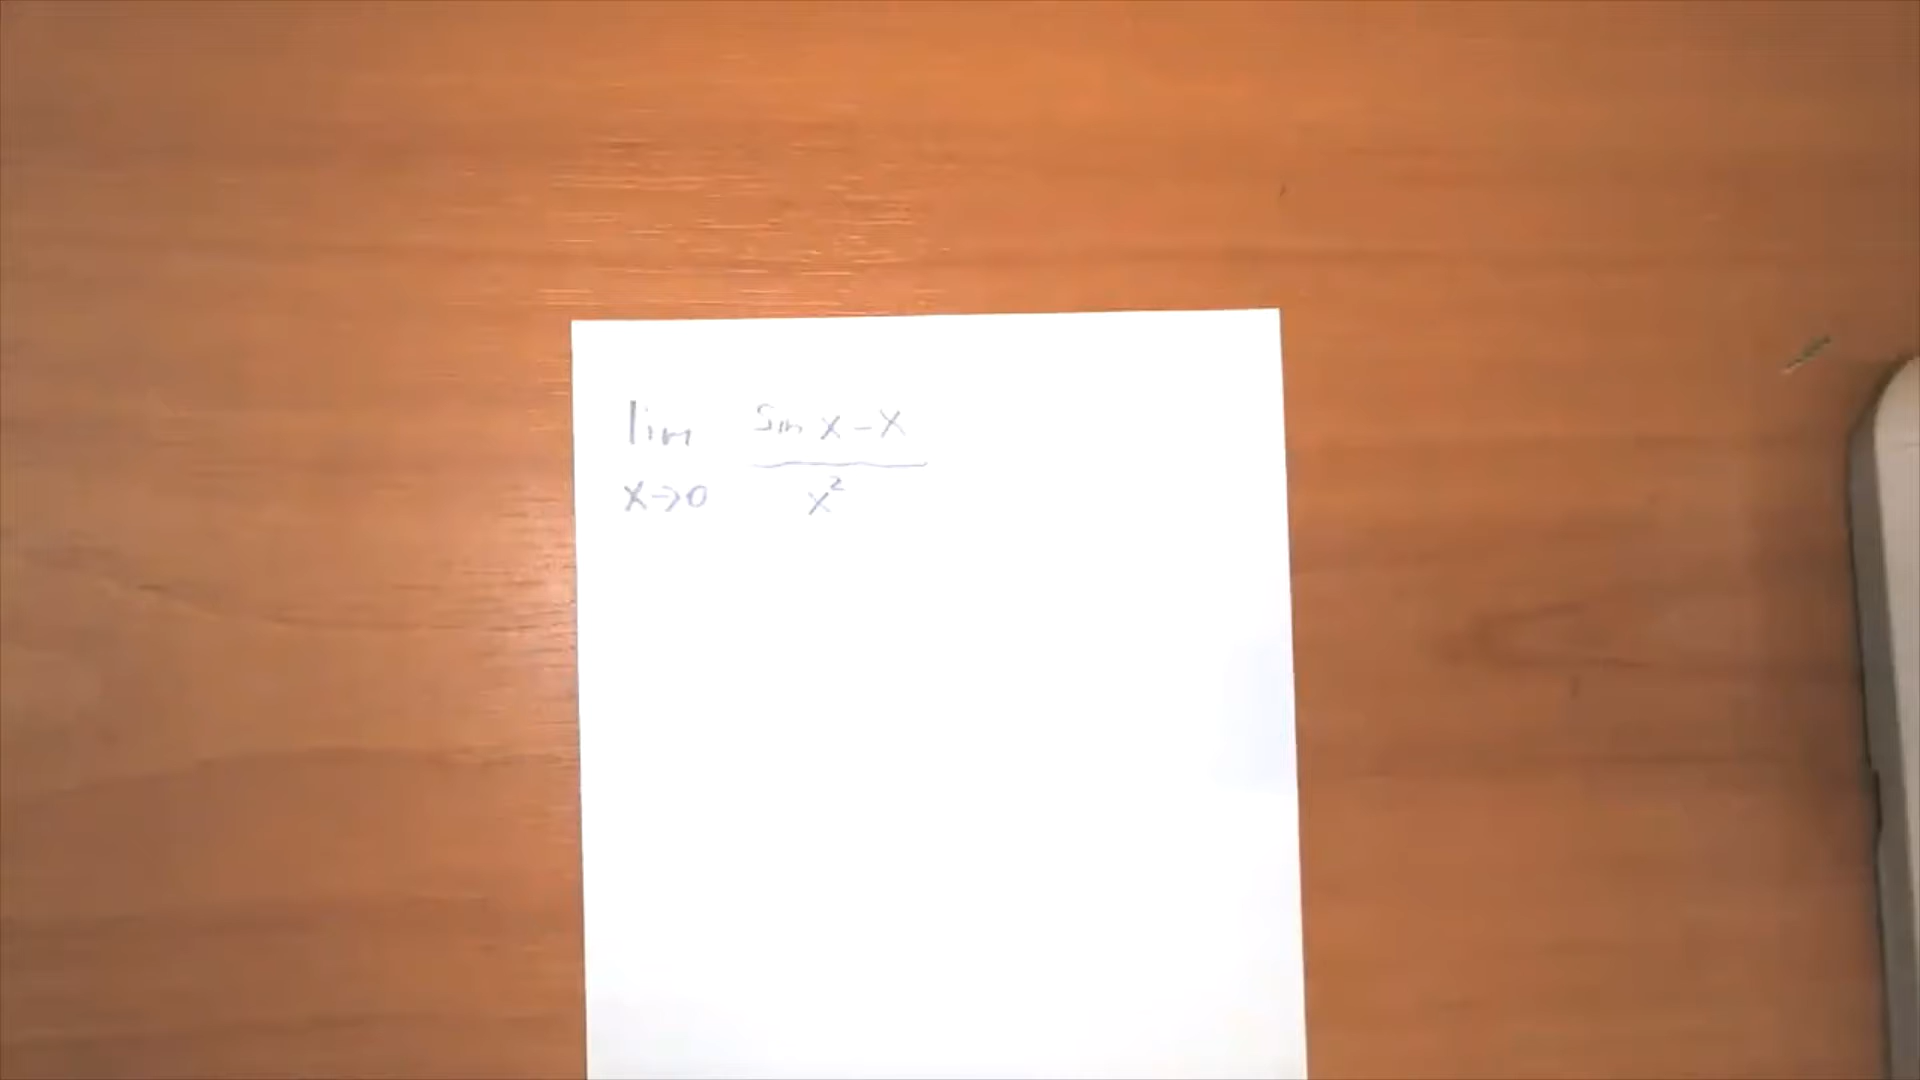 lim sin x - x
x→0 x²